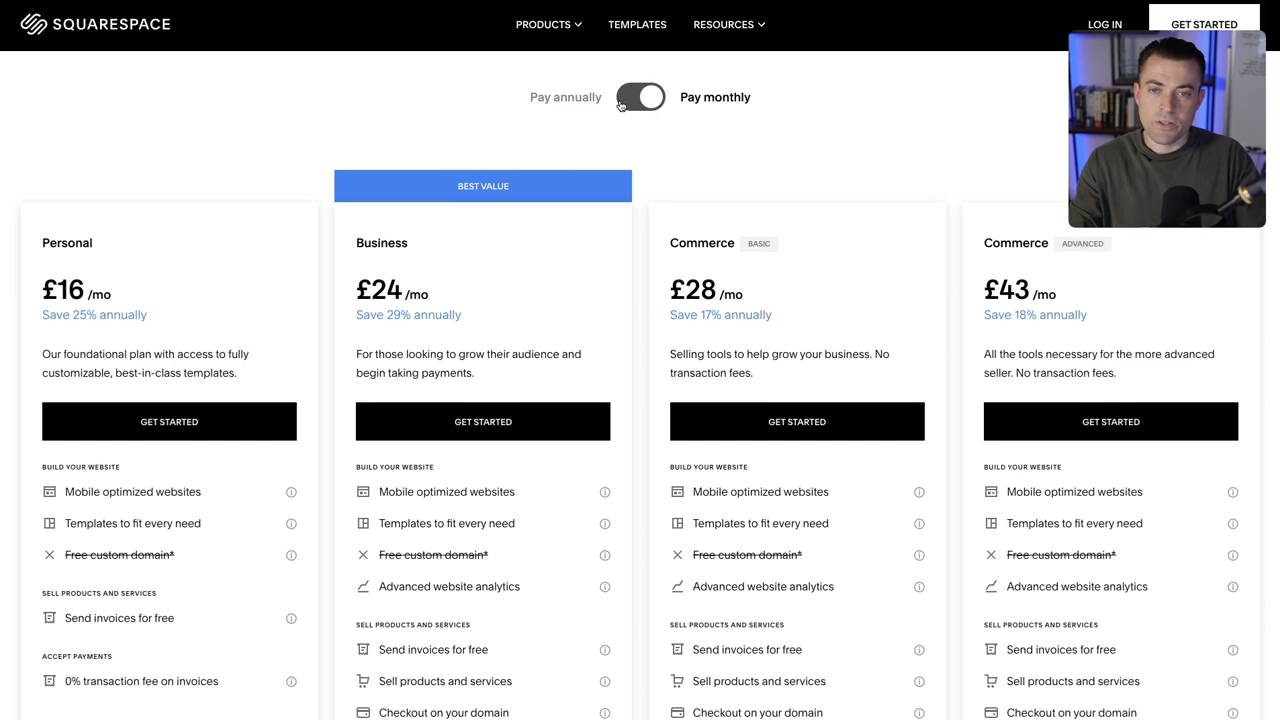 SQUARESPACE
PRODUCTS
TEMPLATES
RESOURCES
LOG IN
GET STARTED
Pay annually
Pay monthly
BEST VALUE
Personal
£16 /mo
Save 25% annually
Our foundational plan with access to fully
customizable, best-in-class templates.
GET STARTED
BUILD YOUR WEBSITE
Mobile optimized websites
Templates to fit every need
Free custom domain*
SELL PRODUCTS AND SERVICES
Send invoices for free
ACCEPT PAYMENTS
0% transaction fee on invoices
Business
£24 /mo
Save 29% annually
For those looking to grow their audience and
begin taking payments.
GET STARTED
BUILD YOUR WEBSITE
Mobile optimized websites
Templates to fit every need
Free custom domain*
Advanced website analytics
SELL PRODUCTS AND SERVICES
Send invoices for free
Sell products and services
Checkout on your domain
Commerce BASIC
£28 /mo
Save 17% annually
Selling tools to help grow your business. No
transaction fees.
GET STARTED
BUILD YOUR WEBSITE
Mobile optimized websites
Templates to fit every need
Free custom domain*
Advanced website analytics
SELL PRODUCTS AND SERVICES
Send invoices for free
Sell products and services
Checkout on your domain
Commerce ADVANCED
£43 /mo
Save 18% annually
All the tools necessary for the more advanced
seller. No transaction fees.
GET STARTED
BUILD YOUR WEBSITE
Mobile optimized websites
Templates to fit every need
Free custom domain*
Advanced website analytics
SELL PRODUCTS AND SERVICES
Send invoices for free
Sell products and services
Checkout on your domain